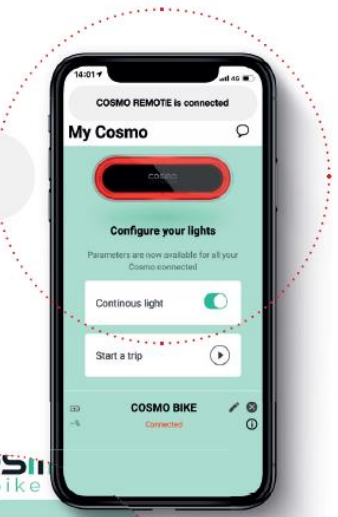 14:01
4G
COSMO REMOTE is connected
My Cosmo
COSMO
Configure your lights
Parameters are now available for all your
Cosmo connected
Continous light
Start a trip
COSMO BIKE
-%
Connected